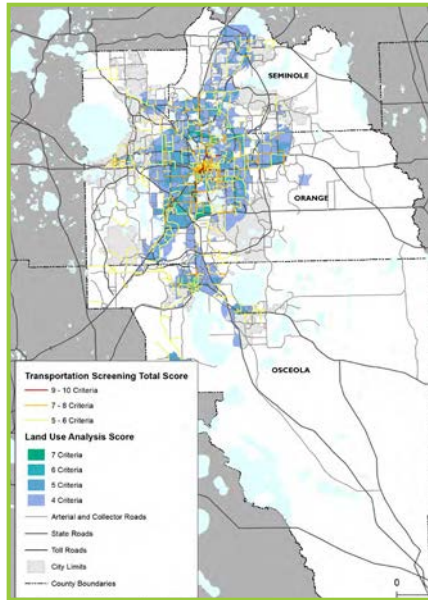 SEMINOLE
ORANGE
OSCEOLA
Transportation Screening Total Score
9 - 10 Criteria
7 - 8 Criteria
5 - 6 Criteria
Land Use Analysis Score
7 Criteria
6 Criteria
5 Criteria
4 Criteria
Arterial and Collector Roads
State Roads
Toll Roads
City Limits
County Boundaries
0